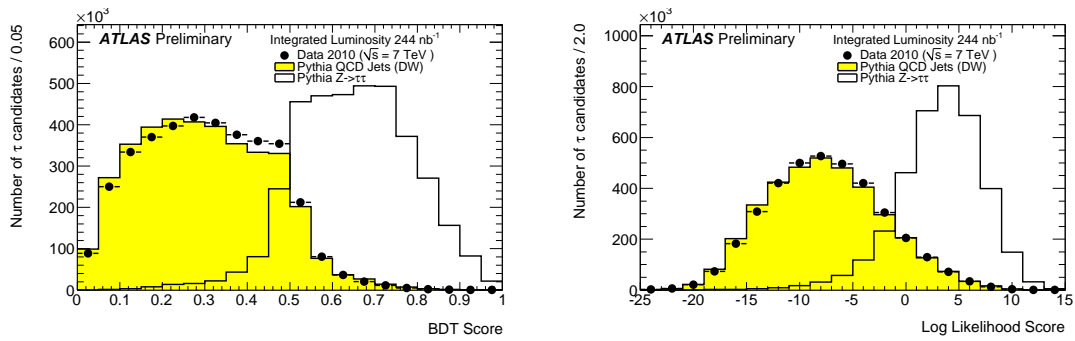 ×10³
ATLAS Preliminary
Integrated Luminosity 244 nb⁻¹
Data 2010 (√s = 7 TeV )
Pythia QCD Jets (DW)
Pythia Z->ττ
Number of τ candidates / 0.05
600
500
400
300
200
100
0
0 0.1 0.2 0.3 0.4 0.5 0.6 0.7 0.8 0.9 1
BDT Score
×10³
ATLAS Preliminary
Integrated Luminosity 244 nb⁻¹
Data 2010 (√s = 7 TeV )
Pythia QCD Jets (DW)
Pythia Z->ττ
Number of τ candidates / 2.0
1000
800
600
400
200
0
-25 -20 -15 -10 -5 0 5 10 15
Log Likelihood Score